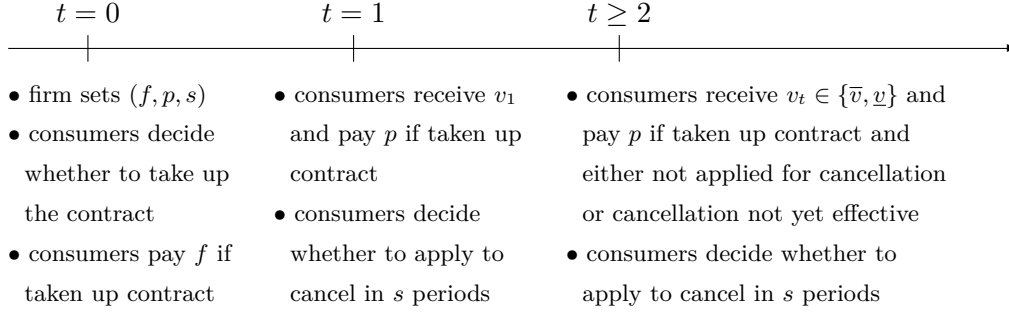 t = 0
• firm sets (f, p, s)
• consumers decide
whether to take up
the contract
• consumers pay f if
taken up contract
t = 1
• consumers receive v₁
and pay p if taken up
contract
• consumers decide
whether to apply to
cancel in s periods
t ≥ 2
• consumers receive vₜ ∈ {v̅, v̲} and
pay p if taken up contract and
either not applied for cancellation
or cancellation not yet effective
• consumers decide whether to
apply to cancel in s periods